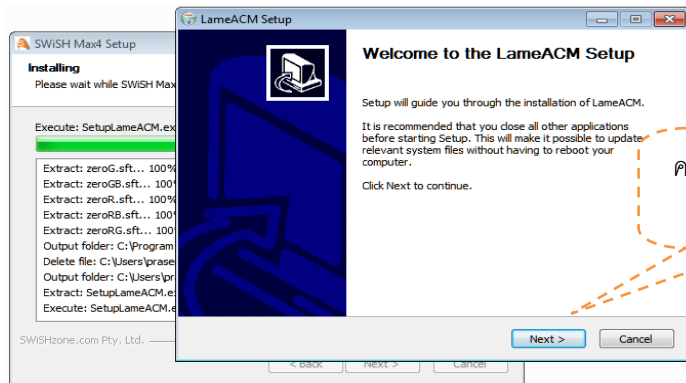 SWiSH Max4 Setup
Installing
Please wait while SWiSH Max
Execute: SetupLameACM.ex
Extract: zeroG.sft... 100%
Extract: zeroGB.sft... 100%
Extract: zeroR.sft... 100%
Extract: zeroRB.sft... 100%
Extract: zeroRG.sft... 100
Output folder: C:\Program
Delete file: C:\Users\prase
Output folder: C:\Users\pr
Extract: SetupLameACM.e
Execute: SetupLameACM.e
SWiSHzone.com Pty. Ltd.
< Back Next > Cancel
LameACM Setup
Welcome to the LameACM Setup
Setup will guide you through the installation of LameACM.
It is recommended that you close all other applications
before starting Setup. This will make it possible to update
relevant system files without having to reboot your
computer.
Click Next to continue.
Next > Cancel